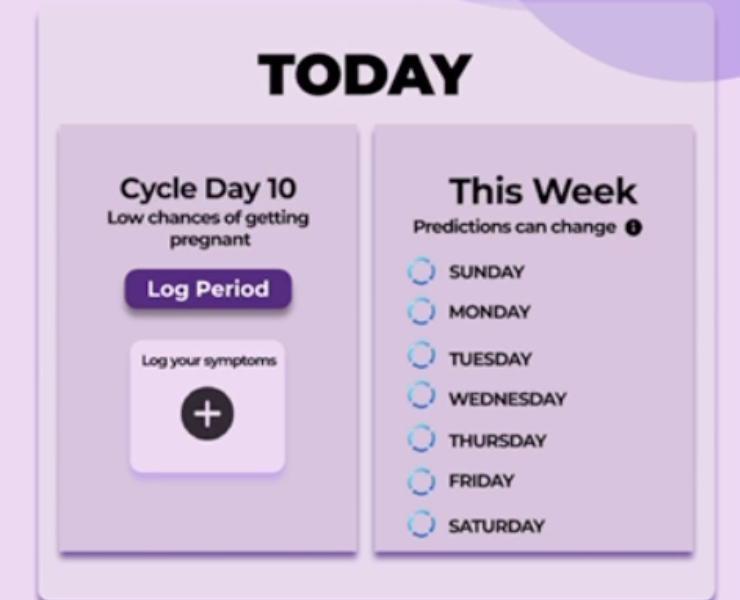 TODAY
Cycle Day 10
Low chances of getting
pregnant
Log Period
Log your symptoms
This Week
Predictions can change
SUNDAY
MONDAY
TUESDAY
WEDNESDAY
THURSDAY
FRIDAY
SATURDAY